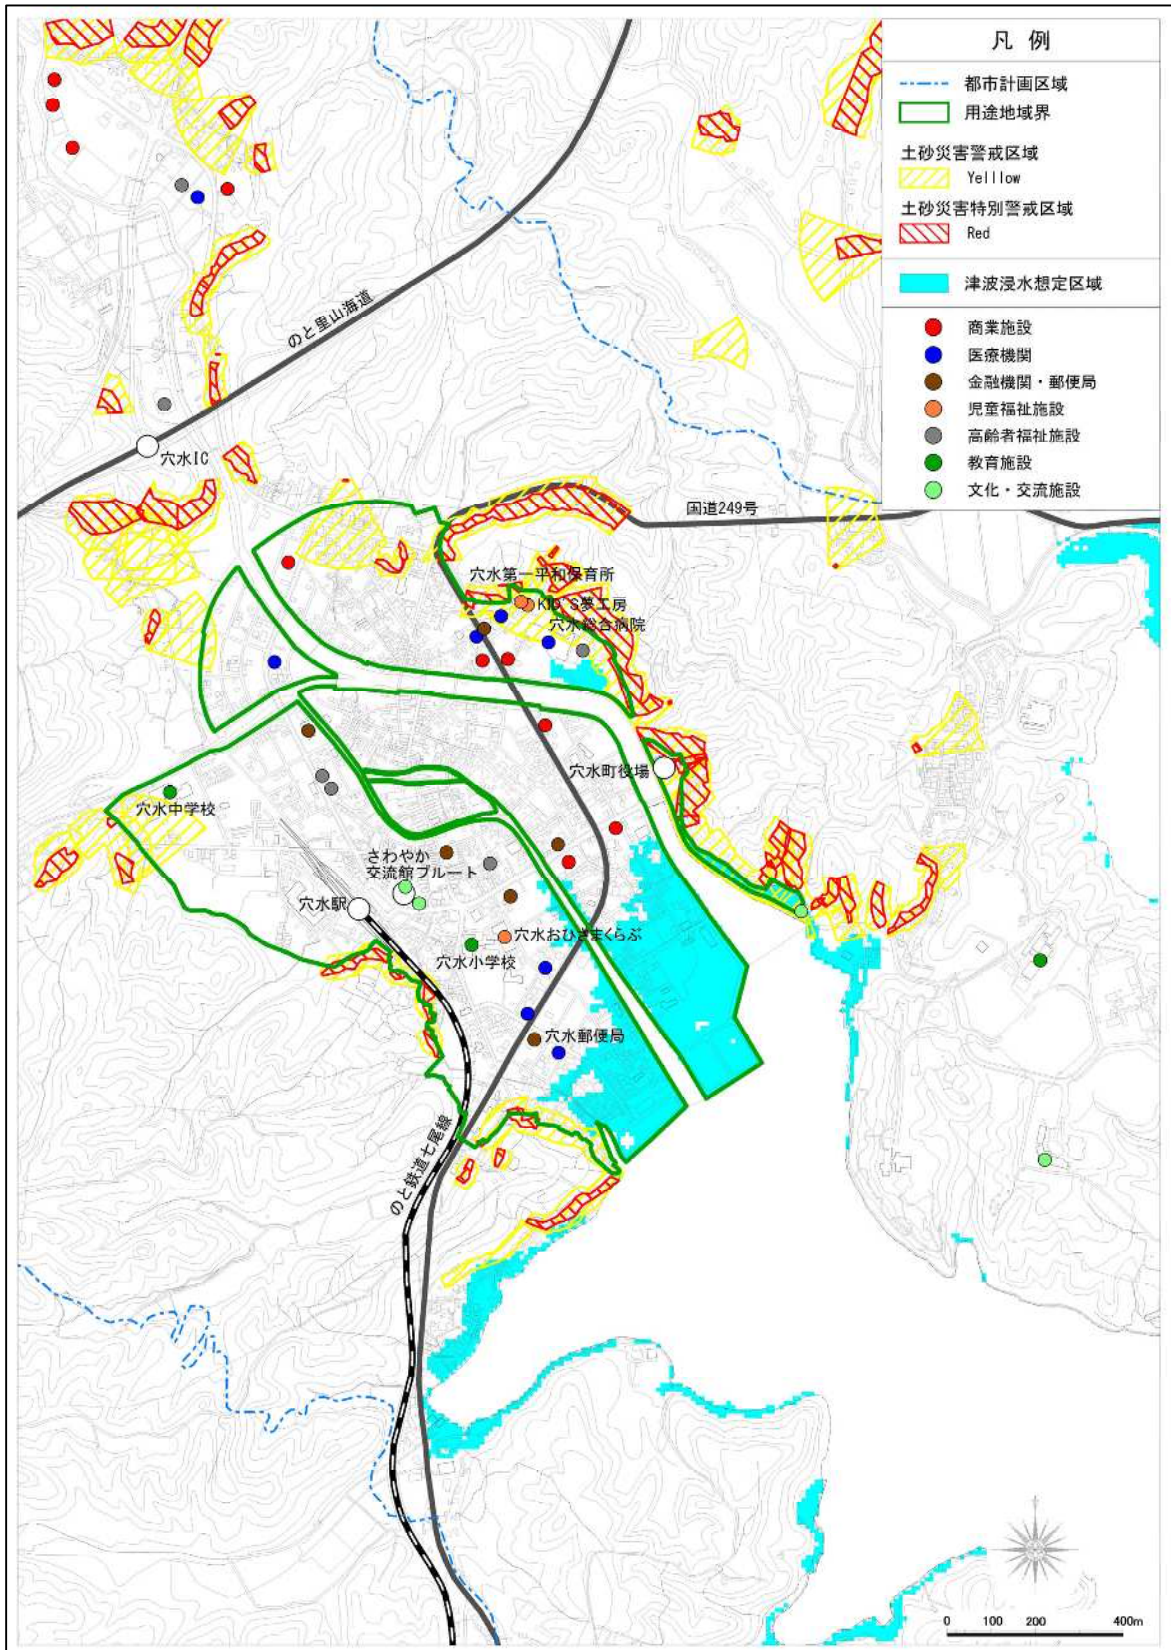 凡 例
都市計画区域
用途地域界
土砂災害警戒区域
Yelllow
土砂災害特別警戒区域
Red
津波浸水想定区域
商業施設
医療機関
金融機関・郵便局
児童福祉施設
高齢者福祉施設
教育施設
文化・交流施設
のと里山海道
穴水IC
国道249号
穴水第一平和保育所
KID'S夢工房
穴水総合病院
穴水町役場
穴水中学校
さわやか
交流館プルート
穴水駅
穴水おひさまくらぶ
穴水小学校
穴水郵便局
のと鉄道七尾線
0 100 200 400m